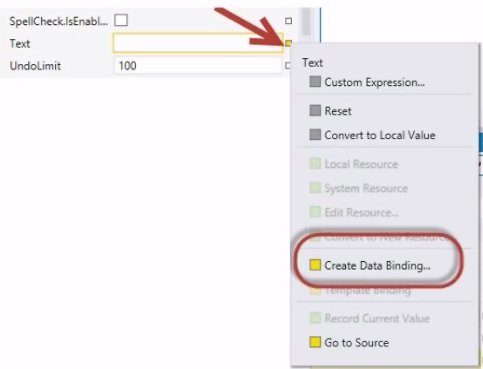 SpellCheck.IsEnabl...
Text
UndoLimit 100
Text
Custom Expression...
Reset
Convert to Local Value
Local Resource
System Resource
Edit Resource...
Convert to New Resource...
Create Data Binding...
Template Binding
Record Current Value
Go to Source